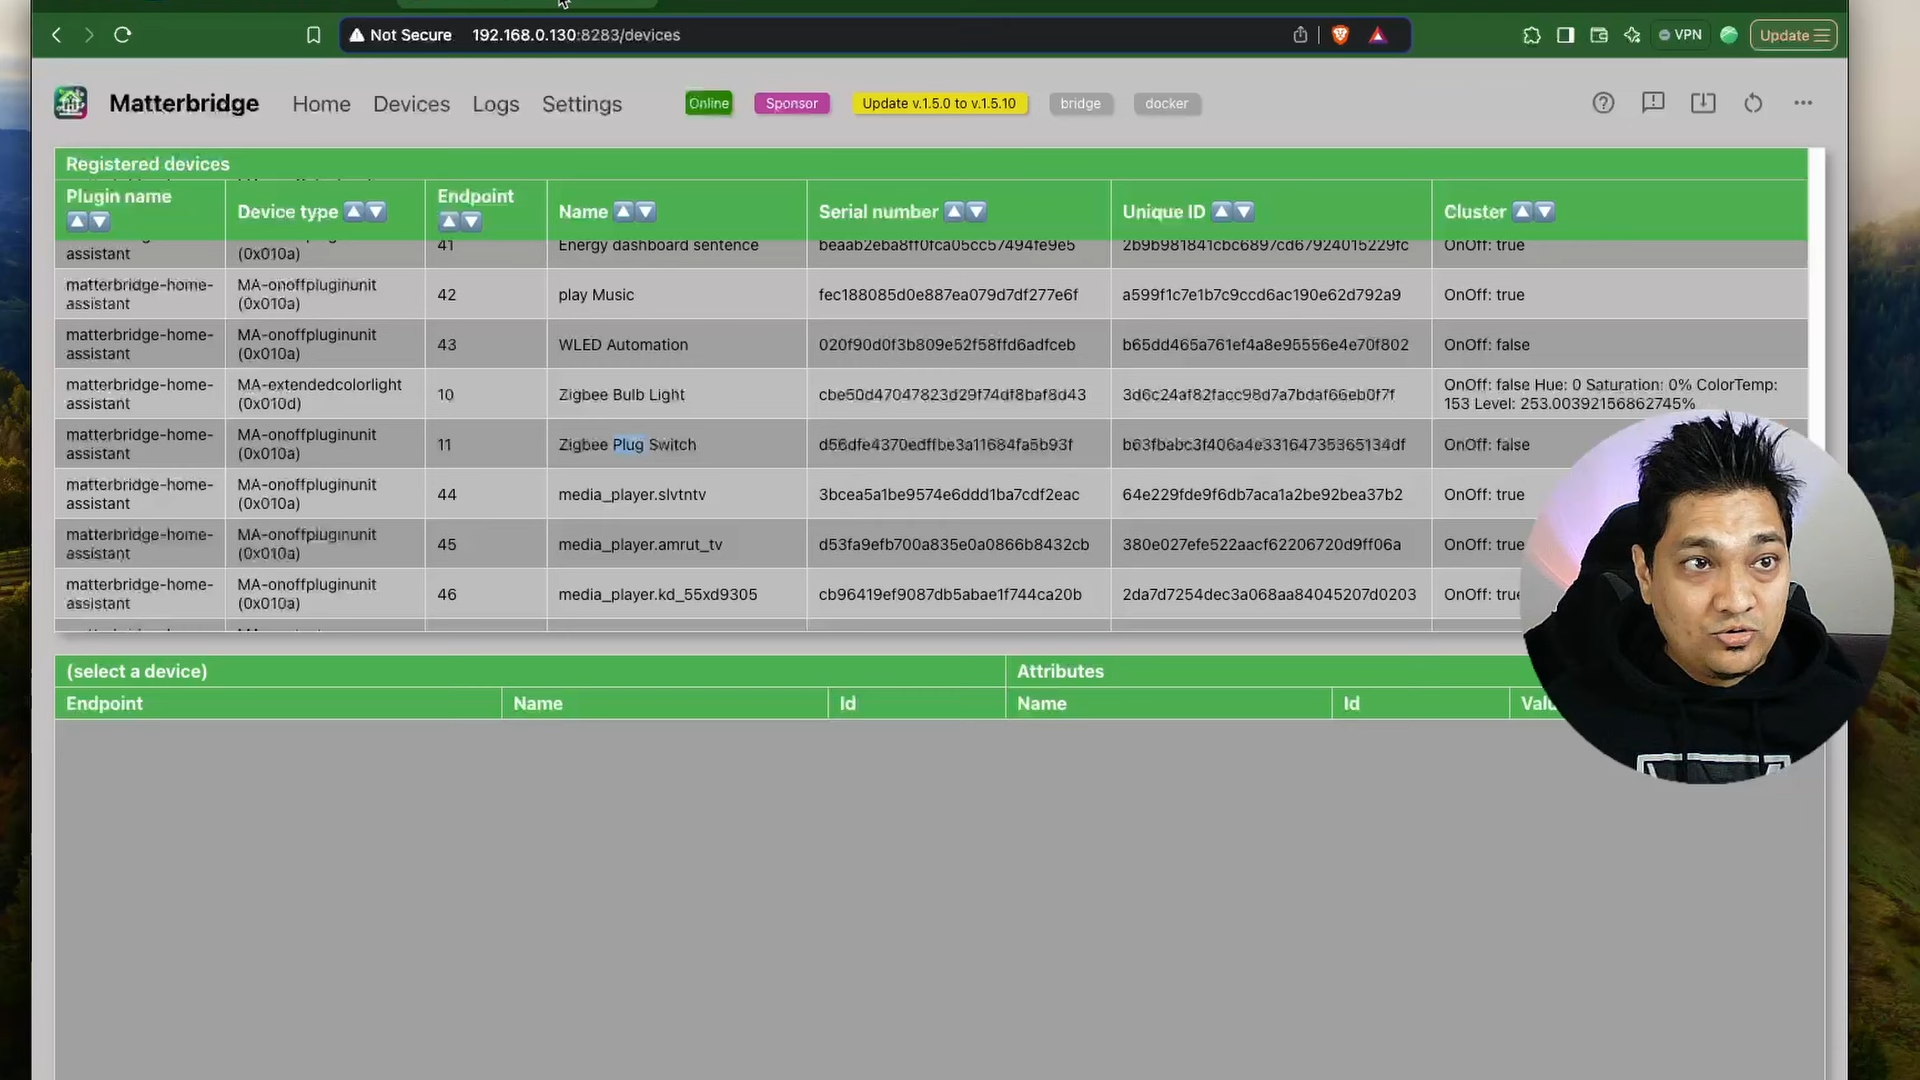 Not Secure 192.168.0.130:8283/devices VPN Update
Matterbridge Home Devices Logs Settings Online Sponsor Update v.1.5.0 to v.1.5.10 bridge docker
Registered devices
Plugin name Device type Endpoint Name Serial number Unique ID Cluster
assistant (0x010a) 41 Energy dashboard sentence beaab2eba8ff0fca05cc57494fe9e5 2b9b981841cbc6897cd67924015229fc OnOff: true
matterbridge-home-
assistant MA-onoffpluginunit
(0x010a) 42 play Music fec188085d0e887ea079d7df277e6f a599f1c7e1b7c9ccd6ac190e62d792a9 OnOff: true
matterbridge-home-
assistant MA-onoffpluginunit
(0x010a) 43 WLED Automation 020f90d0f3b809e52f58ffd6adfceb b65dd465a761ef4a8e95556e4e70f802 OnOff: false
matterbridge-home-
assistant MA-extendedcolorlight
(0x010d) 10 Zigbee Bulb Light cbe50d47047823d29f74df8baf8d43 3d6c24af82facc98d7a7bdaf66eb0f7f OnOff: false Hue: 0 Saturation: 0% ColorTemp:
153 Level: 253.00392156862745%
matterbridge-home-
assistant MA-onoffpluginunit
(0x010a) 11 Zigbee Plug Switch d56dfe4370edffbe3a11684fa5b93f b63fbabc3f406a4e33164735365134df OnOff: false
matterbridge-home-
assistant MA-onoffpluginunit
(0x010a) 44 media_player.slvtntv 3bcea5a1be9574e6ddd1ba7cdf2eac 64e229fde9f6db7aca1a2be92bea37b2 OnOff: true
matterbridge-home-
assistant MA-onoffpluginunit
(0x010a) 45 media_player.amrut_tv d53fa9efb700a835e0a0866b8432cb 380e027efe522aacf62206720d9ff06a OnOff: true
matterbridge-home-
assistant MA-onoffpluginunit
(0x010a) 46 media_player.kd_55xd9305 cb96419ef9087db5abae1f744ca20b 2da7d7254dec3a068aa84045207d0203 OnOff: true
(select a device) Attributes
Endpoint Name Id Name Id